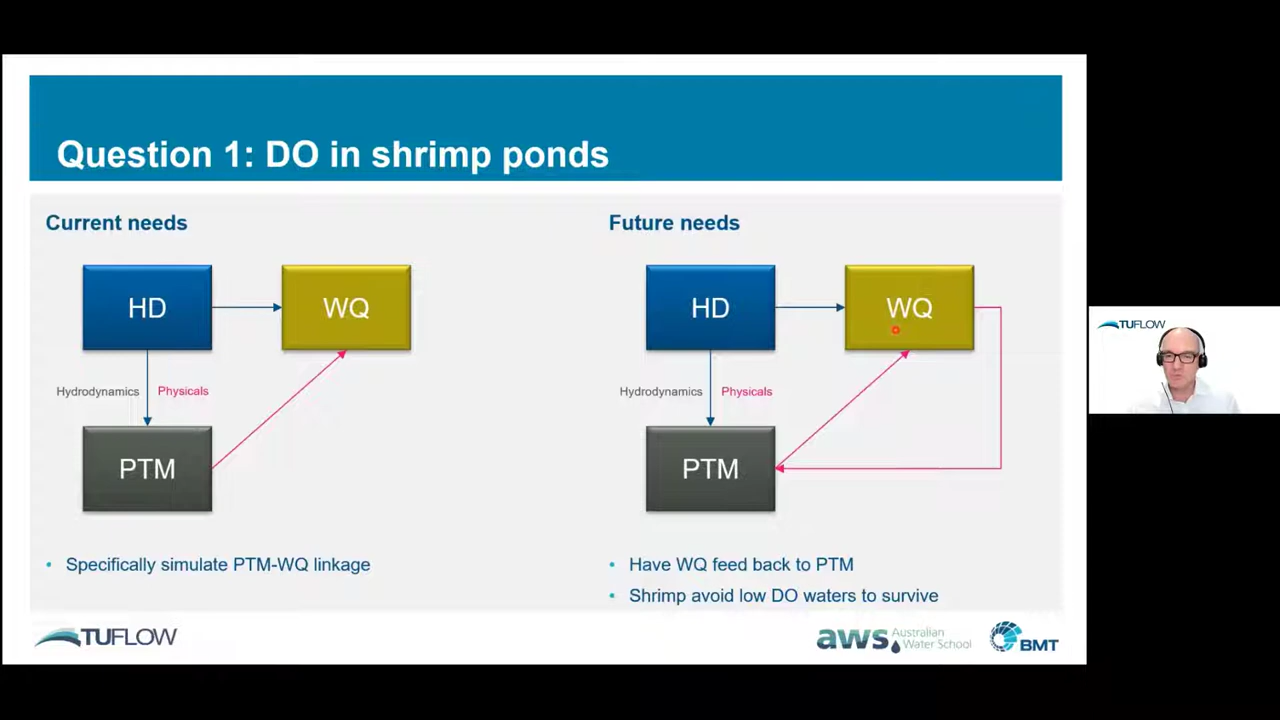 Question 1: DO in shrimp ponds
Current needs
HD
WQ
Hydrodynamics
Physicals
PTM
• Specifically simulate PTM-WQ linkage
Future needs
HD
WQ
Hydrodynamics
Physicals
PTM
• Have WQ feed back to PTM
• Shrimp avoid low DO waters to survive
TUFLOW
aws Australian
Water School
BMT
TUFLOW